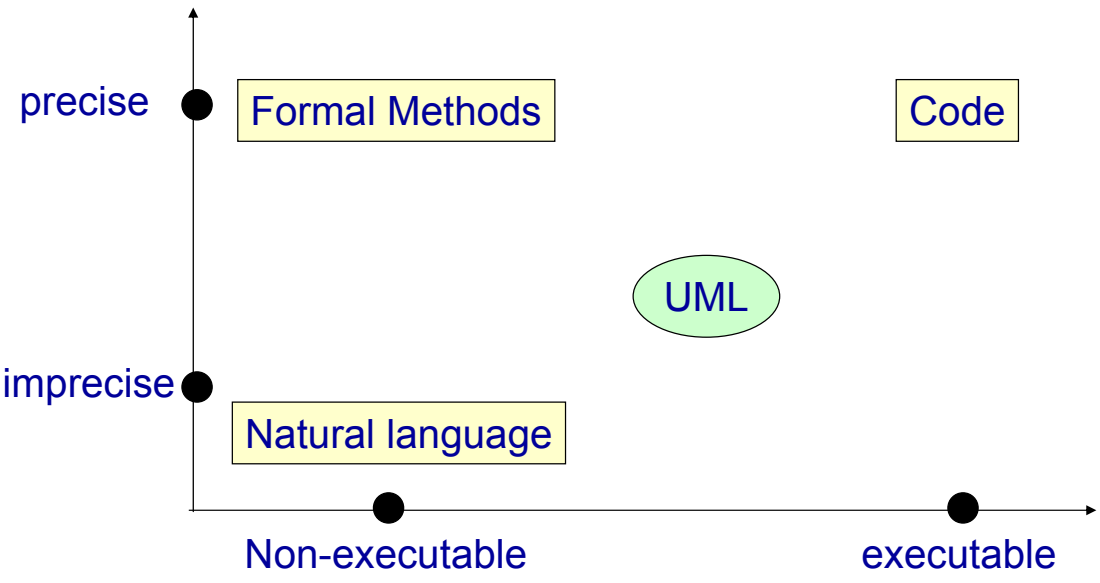 precise
Formal Methods
Code
UML
imprecise
Natural language
Non-executable
executable